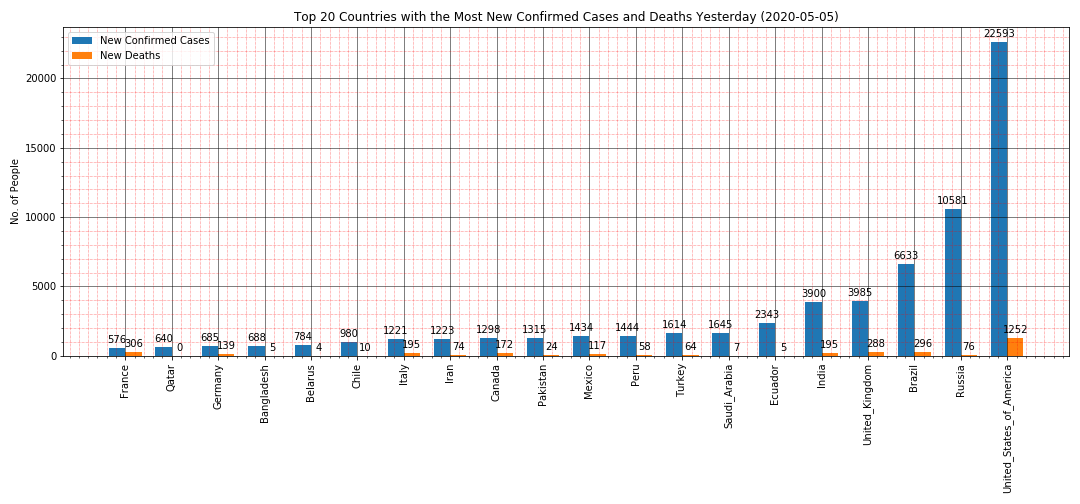 Top 20 Countries with the Most New Confirmed Cases and Deaths Yesterday (2020-05-05)
New Confirmed Cases
New Deaths
No. of People
20000
15000
10000
5000
0
576 306
640 0
685 139
688 5
784 4
980 10
1221 195
1223 74
1298 172
1315 24
1434 117
1444 58
1614 64
1645 7
2343 5
3900 195
3985 288
6633 296
10581 76
22593 1252
France
Qatar
Germany
Bangladesh
Belarus
Chile
Italy
Iran
Canada
Pakistan
Mexico
Peru
Turkey
Saudi_Arabia
Ecuador
India
United_Kingdom
Brazil
Russia
United_States_of_America